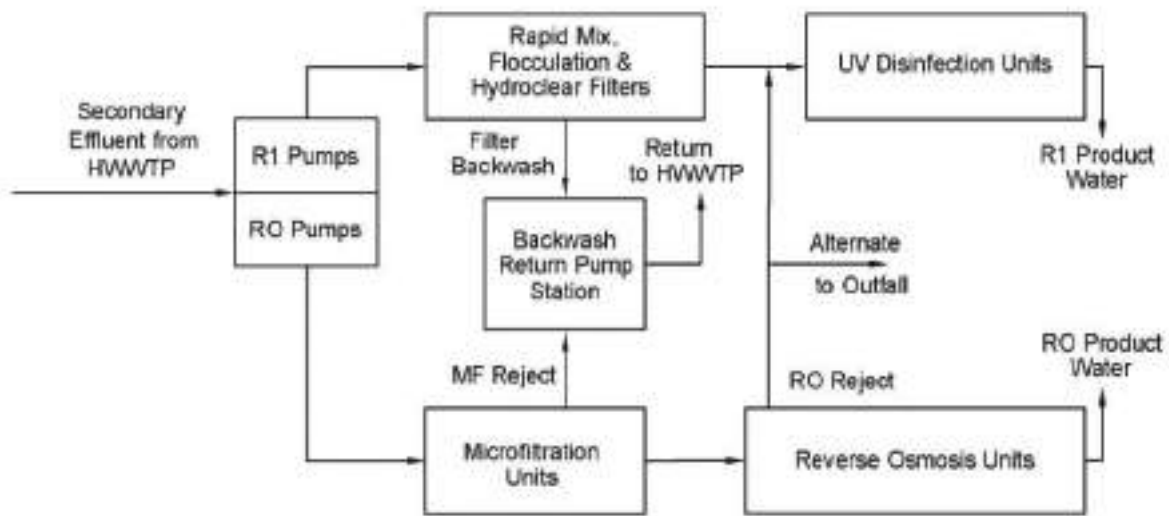 Secondary
Effluent from
HWWTP
R1 Pumps
RO Pumps
Rapid Mix,
Flocculation &
Hydroclear Filters
UV Disinfection Units
Filter
Backwash
Return
to HWWTP
R1 Product
Water
Backwash
Return Pump
Station
Alternate
to Outfall
MF Reject
RO Reject
RO Product
Water
Microfiltration
Units
Reverse Osmosis Units